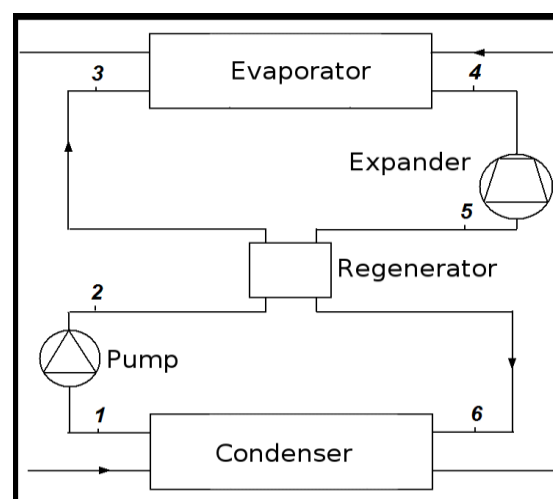 Evaporator
3
4
Expander
5
Regenerator
2
Pump
1
6
Condenser